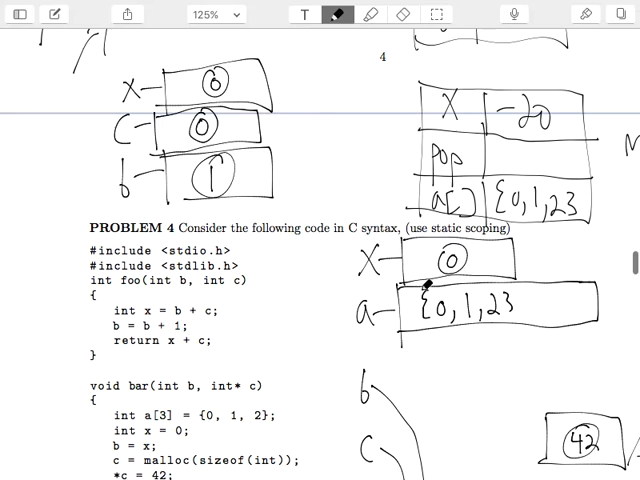 125%
T
4
X
0
C
0
b
1
X -20
pop
a[] {0,1,2}
PROBLEM 4 Consider the following code in C syntax, (use static scoping)
#include <stdio.h>
#include <stdlib.h>
int foo(int b, int c)
{
int x = b + c;
b = b + 1;
return x + c;
}
void bar(int b, int* c)
{
int a[3] = {0, 1, 2};
int x = 0;
b = x;
c = malloc(sizeof(int));
*c = 42;
X
0
a
{0,1,2}
b
C
42